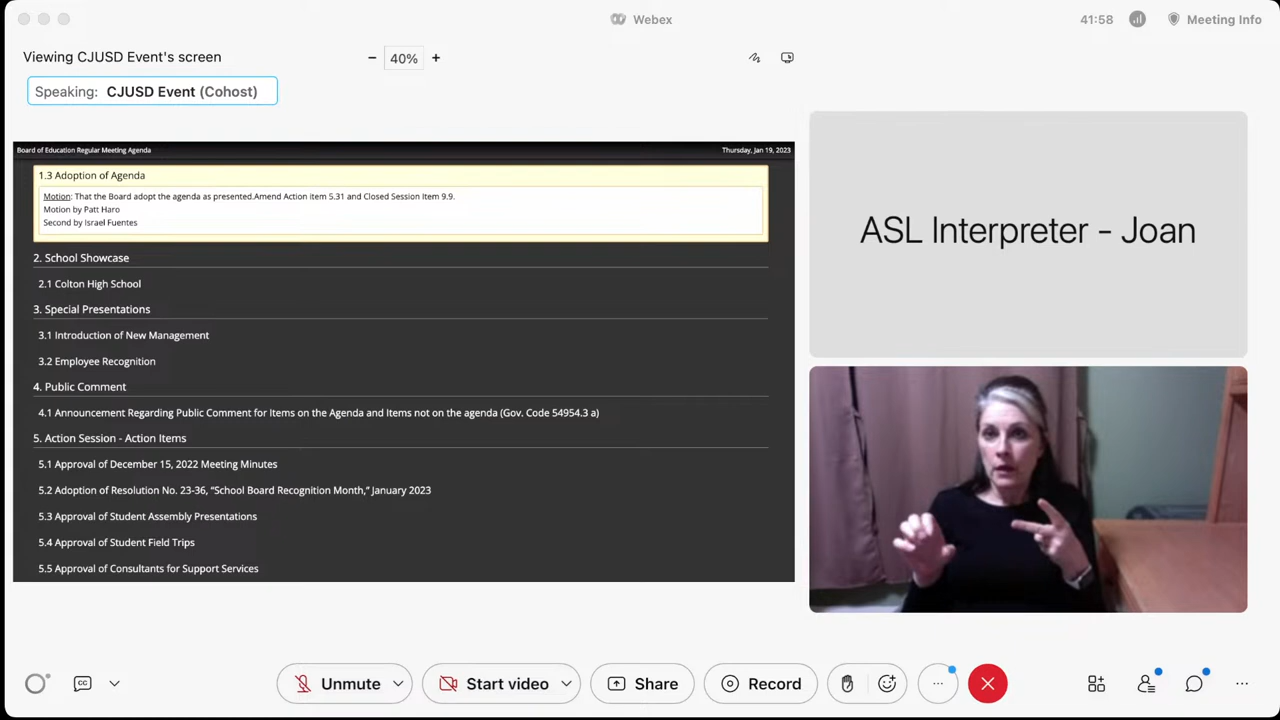 Webex
41:58
Meeting Info
Viewing CJUSD Event's screen
40%
Speaking: CJUSD Event (Cohost)
Board of Education Regular Meeting Agenda
Thursday, Jan 19, 2023
1.3 Adoption of Agenda
Motion: That the Board adopt the agenda as presented.Amend Action item 5.31 and Closed Session Item 9.9.
Motion by Patt Haro
Second by Israel Fuentes
2. School Showcase
2.1 Colton High School
3. Special Presentations
3.1 Introduction of New Management
3.2 Employee Recognition
4. Public Comment
4.1 Announcement Regarding Public Comment for Items on the Agenda and Items not on the agenda (Gov. Code 54954.3 a)
5. Action Session - Action Items
5.1 Approval of December 15, 2022 Meeting Minutes
5.2 Adoption of Resolution No. 23-36, “School Board Recognition Month,” January 2023
5.3 Approval of Student Assembly Presentations
5.4 Approval of Student Field Trips
5.5 Approval of Consultants for Support Services
ASL Interpreter - Joan
CC
Unmute
Start video
Share
Record